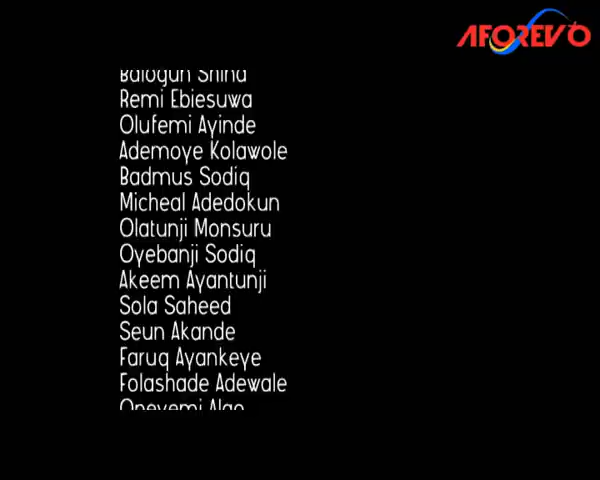 AFOREVO
Balogun Shina
Remi Ebiesuwa
Olufemi Ayinde
Ademoye Kolawole
Badmus Sodiq
Micheal Adedokun
Olatunji Monsuru
Oyebanji Sodiq
Akeem Ayantunji
Sola Saheed
Seun Akande
Faruq Ayankeye
Folashade Adewale
Oneyemi